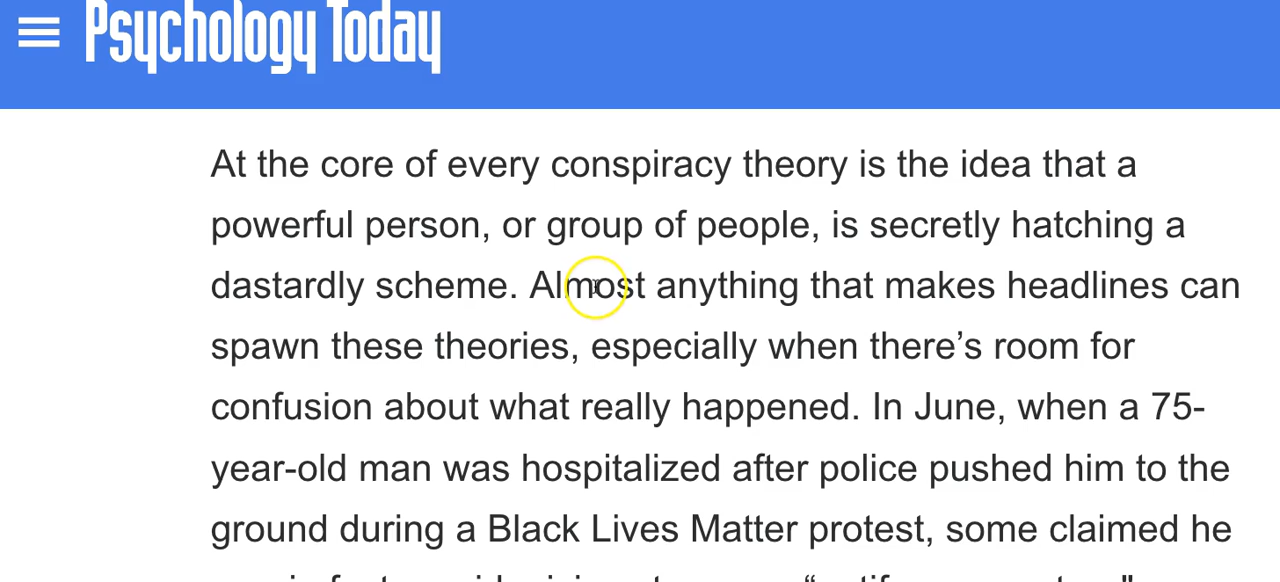 Psychology Today
At the core of every conspiracy theory is the idea that a
powerful person, or group of people, is secretly hatching a
dastardly scheme. Almost anything that makes headlines can
spawn these theories, especially when there’s room for
confusion about what really happened. In June, when a 75-
year-old man was hospitalized after police pushed him to the
ground during a Black Lives Matter protest, some claimed he